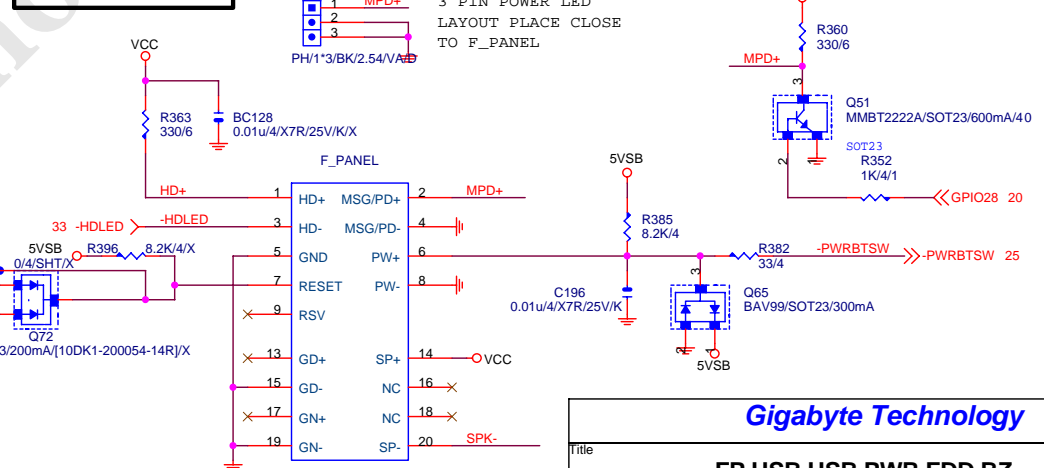 1 MPD+
2
3
3 PIN POWER LED
LAYOUT PLACE CLOSE
TO F_PANEL
PH/1*3/BK/2.54/VA/D
VCC
R363
330/6
BC128
0.01u/4/X7R/25V/K/X
R360
330/6
MPD+
3
Q51
MMBT2222A/SOT23/600mA/40
SOT23
2
1
R352
1K/4/1
GPIO28 20
F_PANEL
HD+
1 HD+ MSG/PD+ 2
MPD+
33 -HDLED
-HDLED
3 HD- MSG/PD- 4
5 GND PW+ 6
7 RESET PW- 8
9 RSV
13 GD+ SP+ 14
VCC
15 GD- NC 16
17 GN+ NC 18
19 GN- SP- 20
SPK-
5VSB
R396
8.2K/4/X
0/4/SHT/X
Q72
3/200mA/[10DK1-200054-14R]/X
5VSB
R385
8.2K/4
C196
0.01u/4/X7R/25V/K
R382
33/4
-PWRBTSW
-PWRBTSW 25
3
Q65
BAV99/SOT23/300mA
2
1
5VSB
Gigabyte Technology
Title